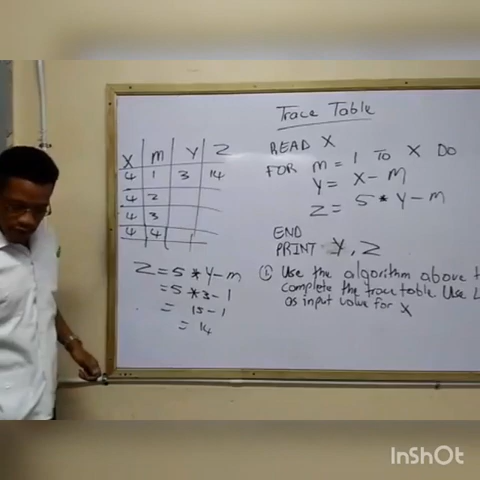 Trace Table
X M Y Z
4 1 3 14
4 2
4 3
4 4
Z = 5 * Y - M
= 5 * 3 - 1
= 15 - 1
= 14
READ X
FOR M = 1 TO X DO
Y = X - M
Z = 5 * Y - M
END
PRINT Y, Z
Use the algorithm above
complete the trace table Use
as input value for X
InShOt